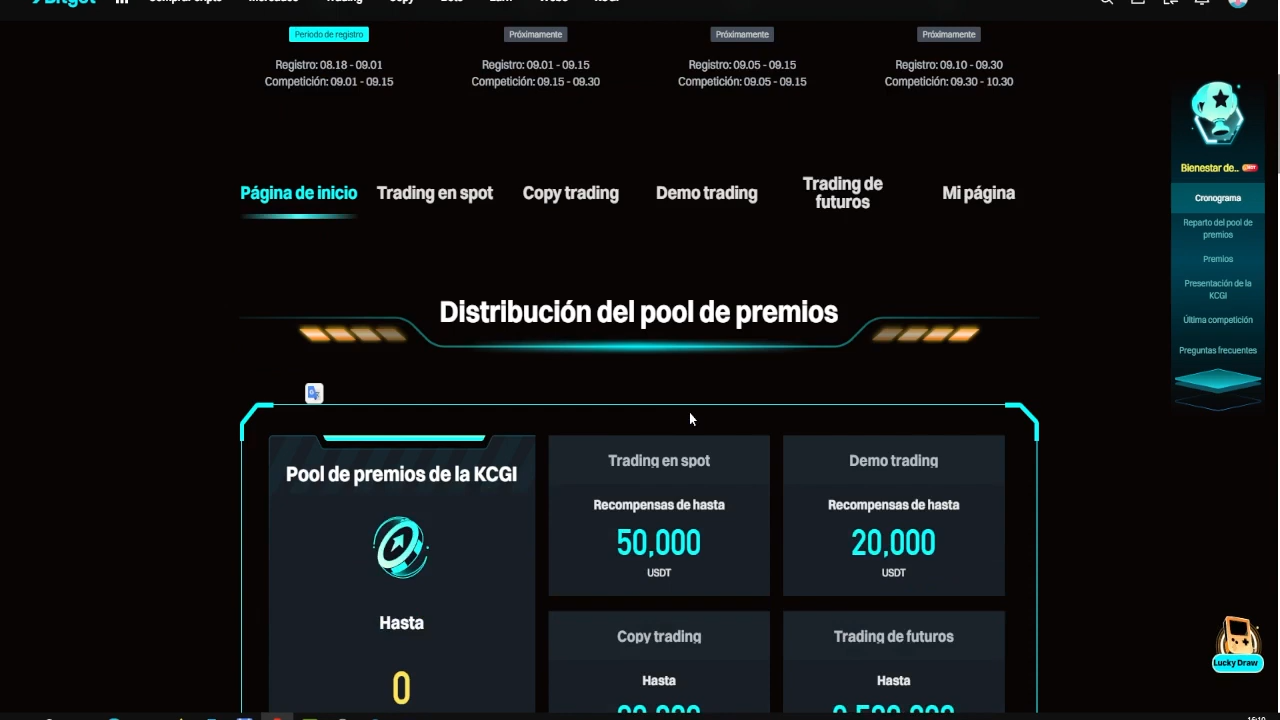 Bitget
Periodo de registro
Próximamente
Próximamente
Próximamente
Registro: 08.18 - 09.01
Competición: 09.01 - 09.15
Registro: 09.01 - 09.15
Competición: 09.15 - 09.30
Registro: 09.05 - 09.15
Competición: 09.05 - 09.15
Registro: 09.10 - 09.30
Competición: 09.30 - 10.30
Página de inicio
Trading en spot
Copy trading
Demo trading
Trading de
futuros
Mi página
Bienestar de.. HOT
Cronograma
Reparto del pool de
premios
Premios
Presentación de la
KCGI
Última competición
Preguntas frecuentes
Distribución del pool de premios
Pool de premios de la KCGI
Hasta
0
Trading en spot
Recompensas de hasta
50,000
USDT
Demo trading
Recompensas de hasta
20,000
USDT
Copy trading
Hasta
Trading de futuros
Hasta
Lucky Draw